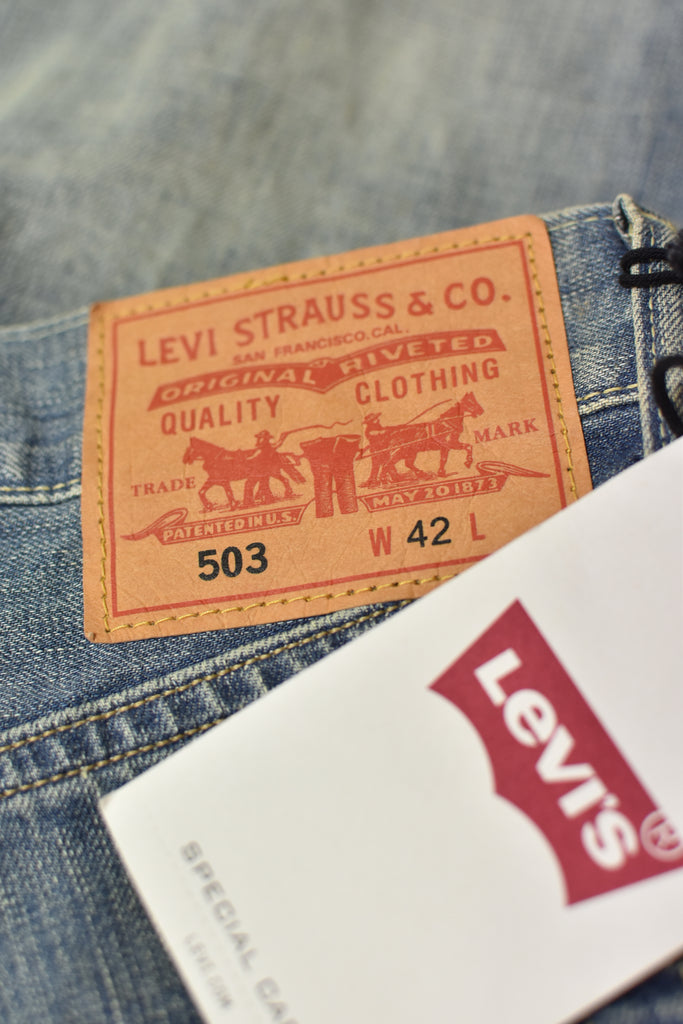 LEVI STRAUSS & CO.
SAN FRANCISCO.CAL.
ORIGINAL RIVETED
QUALITY CLOTHING
TRADE MARK
PATENTED IN U.S. MAY 20 1873
503 W 42 L
Levi's®
SPECIAL